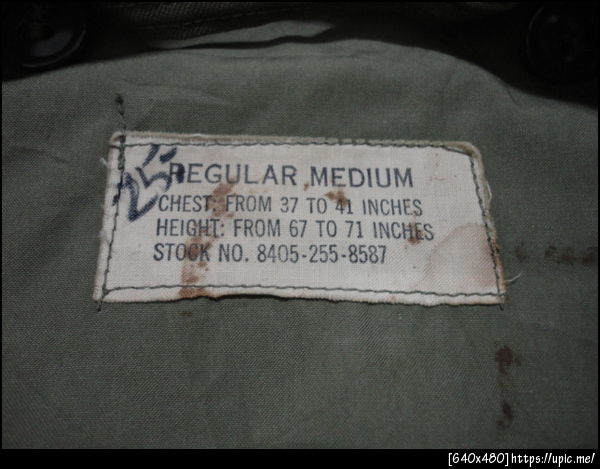 25
REGULAR MEDIUM
CHEST: FROM 37 TO 41 INCHES
HEIGHT: FROM 67 TO 71 INCHES
STOCK NO. 8405-255-8587
[640x480]https://upic.me/